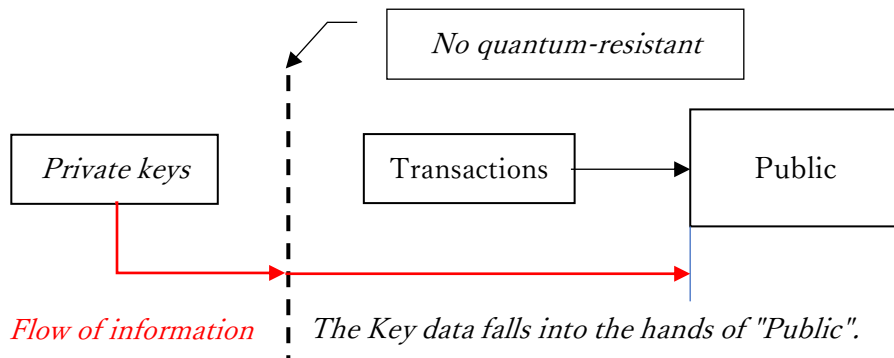 No quantum-resistant
Private keys
Transactions
Public
Flow of information
The Key data falls into the hands of "Public".